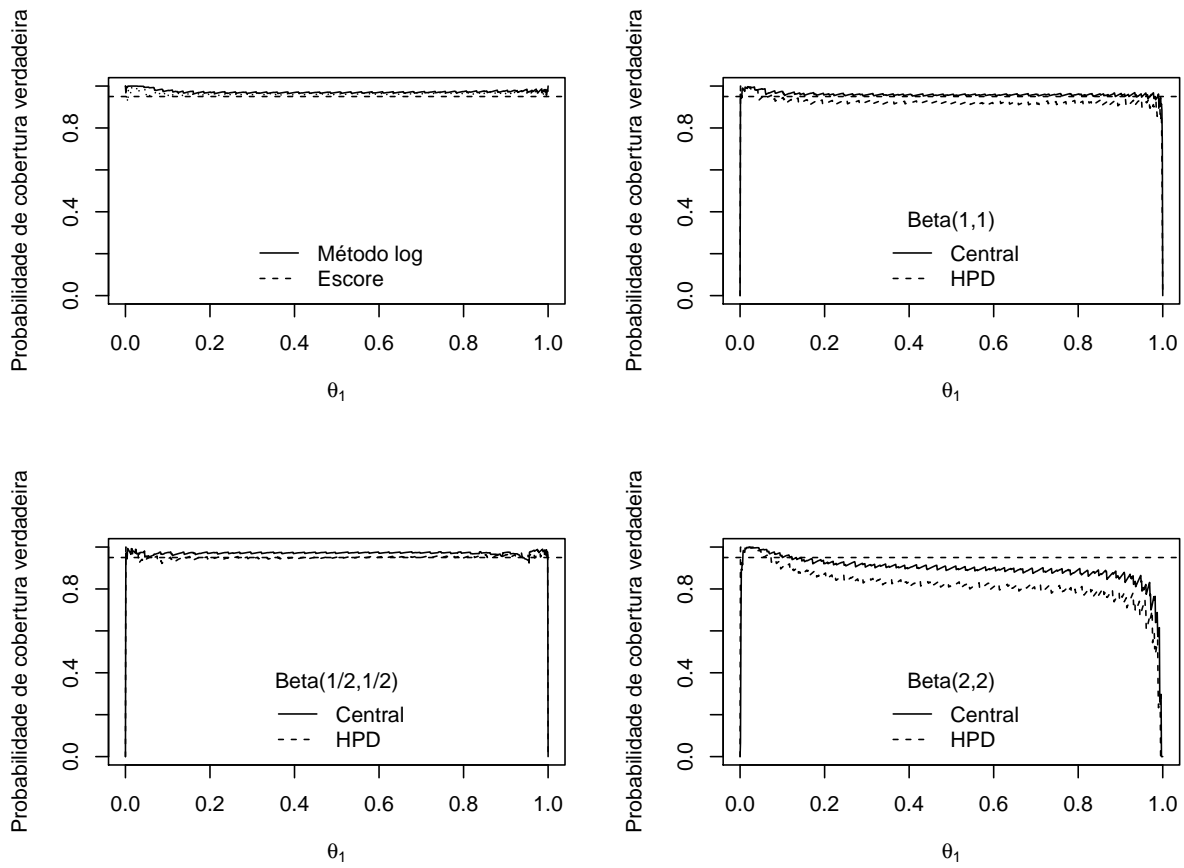 Probabilidade de cobertura verdadeira
0.0 0.4 0.8
Método log
Escore
0.0 0.2 0.4 0.6 0.8 1.0
θ1
Probabilidade de cobertura verdadeira
0.0 0.4 0.8
Beta(1,1)
Central
HPD
0.0 0.2 0.4 0.6 0.8 1.0
θ1
Probabilidade de cobertura verdadeira
0.0 0.4 0.8
Beta(1/2,1/2)
Central
HPD
0.0 0.2 0.4 0.6 0.8 1.0
θ1
Probabilidade de cobertura verdadeira
0.0 0.4 0.8
Beta(2,2)
Central
HPD
0.0 0.2 0.4 0.6 0.8 1.0
θ1